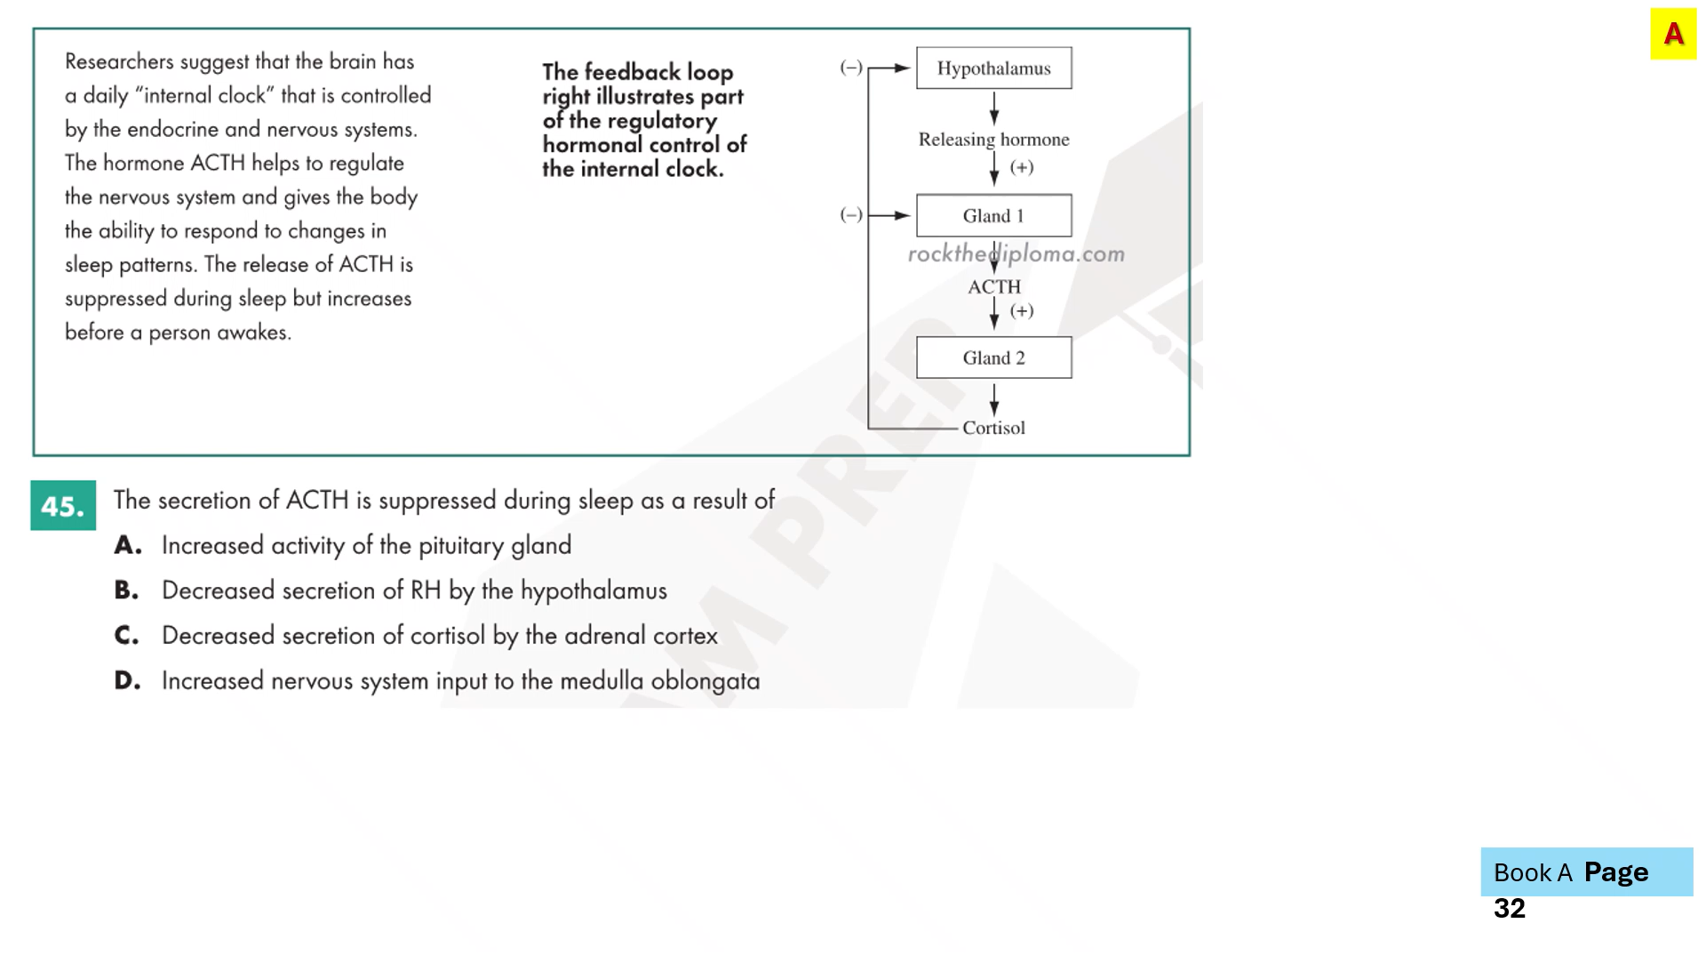 A
Researchers suggest that the brain has
a daily “internal clock” that is controlled
by the endocrine and nervous systems.
The hormone ACTH helps to regulate
the nervous system and gives the body
the ability to respond to changes in
sleep patterns. The release of ACTH is
suppressed during sleep but increases
before a person awakes.
The feedback loop
right illustrates part
of the regulatory
hormonal control of
the internal clock.
(−) Hypothalamus
Releasing hormone
(+)
(−) Gland 1
rockthediploma.com
ACTH
(+)
Gland 2
Cortisol
45. The secretion of ACTH is suppressed during sleep as a result of
A. Increased activity of the pituitary gland
B. Decreased secretion of RH by the hypothalamus
C. Decreased secretion of cortisol by the adrenal cortex
D. Increased nervous system input to the medulla oblongata
Book A Page
32